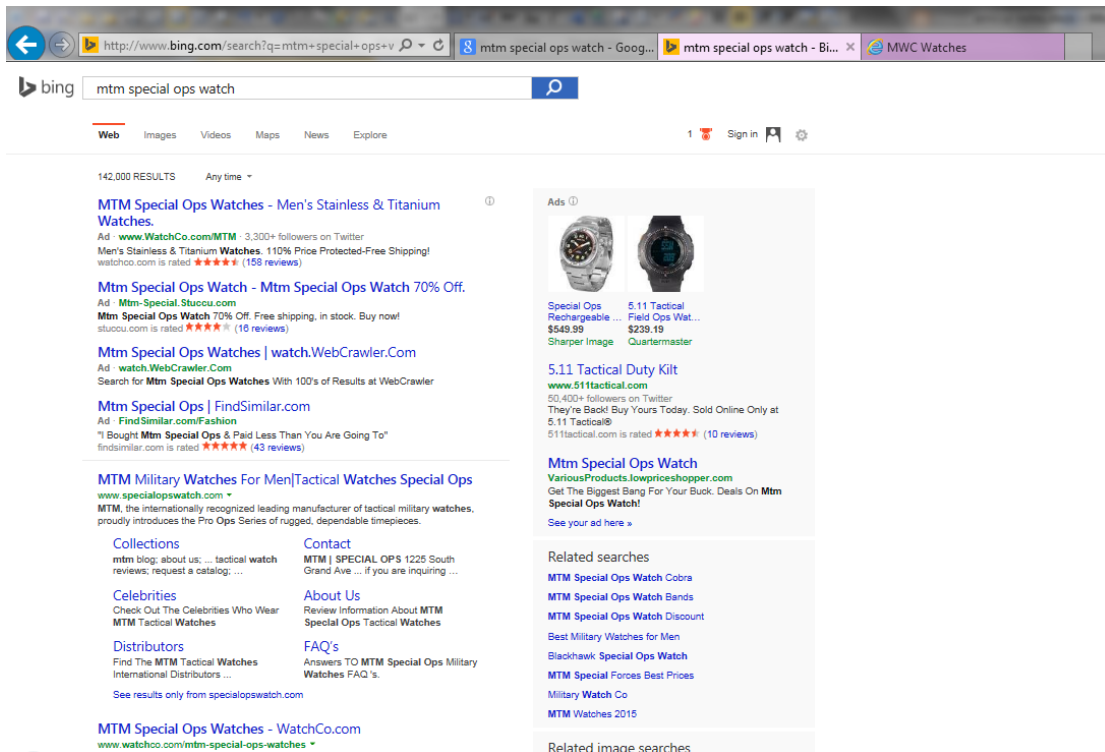 http://www.bing.com/search?q=mtm+special+ops+v
mtm special ops watch - Goog...
mtm special ops watch - Bi...
MWC Watches
bing
mtm special ops watch
Web Images Videos Maps News Explore
1 Sign in
142,000 RESULTS Any time
MTM Special Ops Watches - Men's Stainless & Titanium
Watches.
Ad · www.WatchCo.com/MTM · 3,300+ followers on Twitter
Men's Stainless & Titanium Watches. 110% Price Protected-Free Shipping!
watchco.com is rated ★★★★★ (158 reviews)
Mtm Special Ops Watch - Mtm Special Ops Watch 70% Off.
Ad · Mtm-Special.Stuccu.com
Mtm Special Ops Watch 70% Off. Free shipping, in stock. Buy now!
stuccu.com is rated ★★★★★ (16 reviews)
Mtm Special Ops Watches | watch.WebCrawler.Com
Ad · watch.WebCrawler.Com
Search for Mtm Special Ops Watches With 100's of Results at WebCrawler
Mtm Special Ops | FindSimilar.com
Ad · FindSimilar.com/Fashion
"I Bought Mtm Special Ops & Paid Less Than You Are Going To"
findsimilar.com is rated ★★★★★ (43 reviews)
MTM Military Watches For Men|Tactical Watches Special Ops
www.specialopswatch.com
MTM, the internationally recognized leading manufacturer of tactical military watches,
proudly introduces the Pro Ops Series of rugged, dependable timepieces.
Collections
mtm blog; about us; ... tactical watch
reviews; request a catalog; ...
Contact
MTM | SPECIAL OPS 1225 South
Grand Ave ... if you are inquiring ...
Celebrities
Check Out The Celebrities Who Wear
MTM Tactical Watches
About Us
Review Information About MTM
Special Ops Tactical Watches
Distributors
Find The MTM Tactical Watches
International Distributors ...
FAQ's
Answers TO MTM Special Ops Military
Watches FAQ 's.
See results only from specialopswatch.com
MTM Special Ops Watches - WatchCo.com
www.watchco.com/mtm-special-ops-watches
Ads
Special Ops
Rechargeable ...
$549.99
Sharper Image
5.11 Tactical
Field Ops Wat...
$239.19
Quartermaster
5.11 Tactical Duty Kilt
www.511tactical.com
50,400+ followers on Twitter
They're Back! Buy Yours Today. Sold Online Only at
5.11 Tactical®
511tactical.com is rated ★★★★★ (10 reviews)
Mtm Special Ops Watch
VariousProducts.lowpriceshopper.com
Get The Biggest Bang For Your Buck. Deals On Mtm
Special Ops Watch!
See your ad here »
Related searches
MTM Special Ops Watch Cobra
MTM Special Ops Watch Bands
MTM Special Ops Watch Discount
Best Military Watches for Men
Blackhawk Special Ops Watch
MTM Special Forces Best Prices
Military Watch Co
MTM Watches 2015
Related image searches